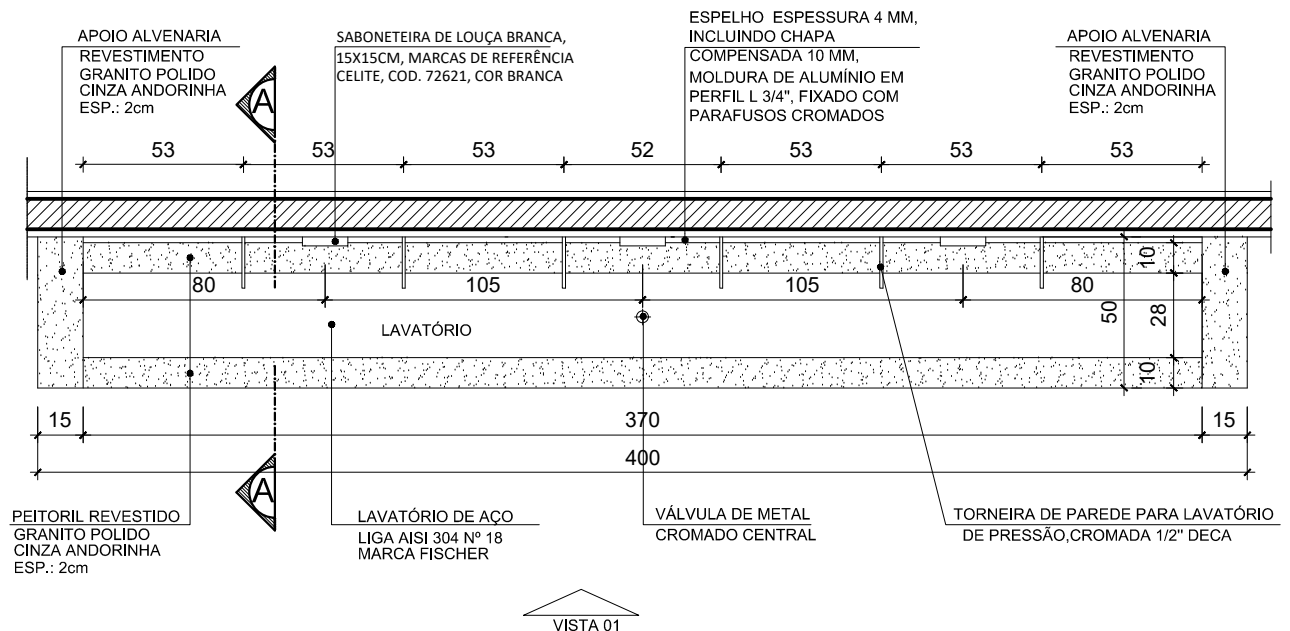 APOIO ALVENARIA
REVESTIMENTO
GRANITO POLIDO
CINZA ANDORINHA
ESP.: 2cm
SABONETEIRA DE LOUÇA BRANCA,
15X15CM, MARCAS DE REFERÊNCIA
CELITE, COD. 72621, COR BRANCA
ESPELHO ESPESSURA 4 MM,
INCLUINDO CHAPA
COMPENSADA 10 MM,
MOLDURA DE ALUMÍNIO EM
PERFIL L 3/4", FIXADO COM
PARAFUSOS CROMADOS
APOIO ALVENARIA
REVESTIMENTO
GRANITO POLIDO
CINZA ANDORINHA
ESP.: 2cm
A
53 53 53 52 53 53 53
80 105 105 80
10
28
10
50
LAVATÓRIO
15 370 15
400
A
PEITORIL REVESTIDO
GRANITO POLIDO
CINZA ANDORINHA
ESP.: 2cm
LAVATÓRIO DE AÇO
LIGA AISI 304 Nº 18
MARCA FISCHER
VÁLVULA DE METAL
CROMADO CENTRAL
TORNEIRA DE PAREDE PARA LAVATÓRIO
DE PRESSÃO,CROMADA 1/2" DECA
VISTA 01